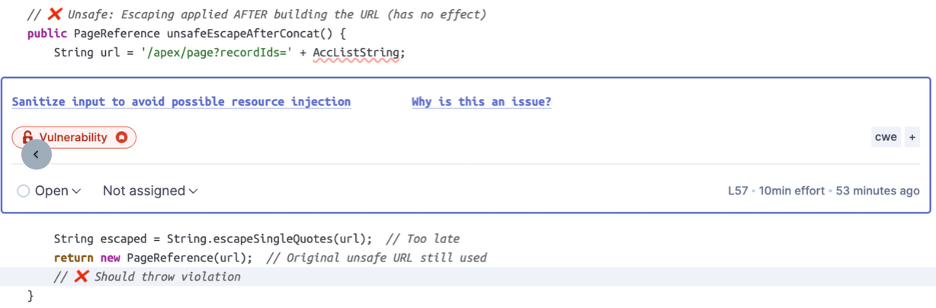 // ❌ Unsafe: Escaping applied AFTER building the URL (has no effect)
public PageReference unsafeEscapeAfterConcat() {
String url = '/apex/page?recordIds=' + AccListString;
Sanitize input to avoid possible resource injection Why is this an issue?
Vulnerability cwe +
Open Not assigned L57 • 10min effort • 53 minutes ago
String escaped = String.escapeSingleQuotes(url); // Too late
return new PageReference(url); // Original unsafe URL still used
// ❌ Should throw violation
}